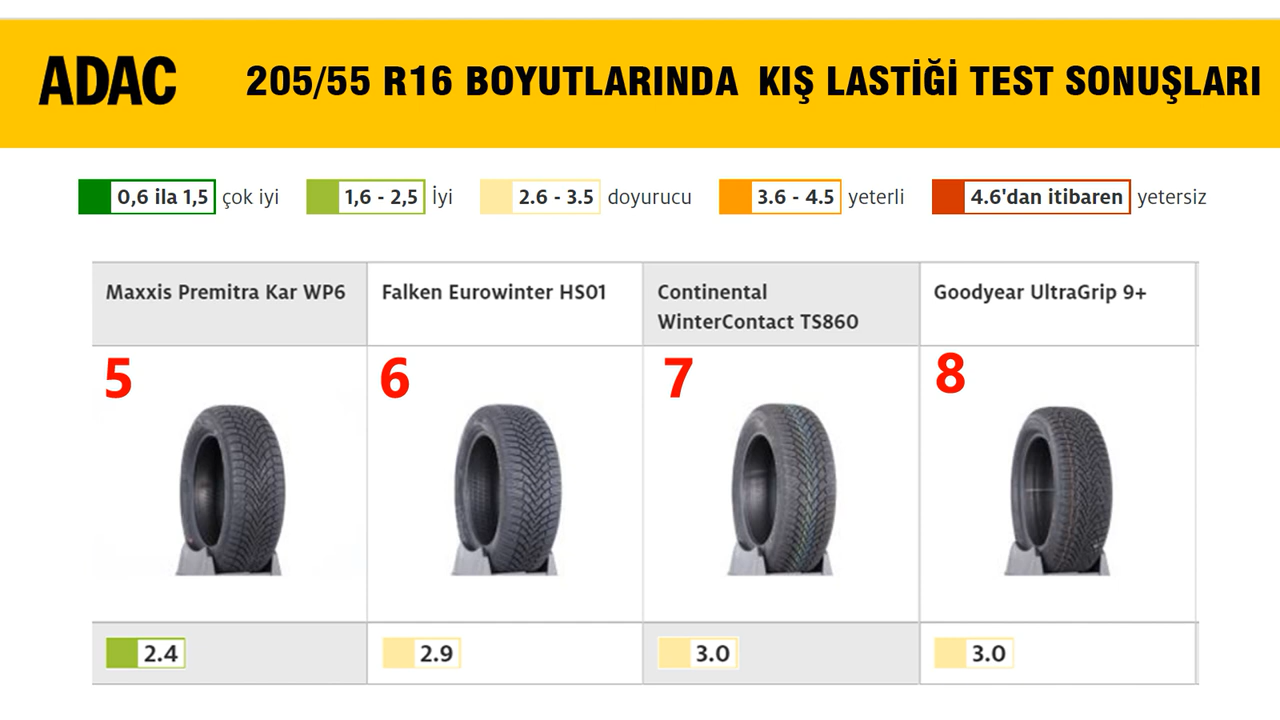 ADAC 205/55 R16 BOYUTLARINDA KIŞ LASTİĞİ TEST SONUŞLARI
0,6 ila 1,5 çok iyi 1,6 - 2,5 İyi 2.6 - 3.5 doyurucu 3.6 - 4.5 yeterli 4.6'dan itibaren yetersiz
Maxxis Premitra Kar WP6
Falken Eurowinter HS01
Continental
WinterContact TS860
Goodyear UltraGrip 9+
5 6 7 8
2.4 2.9 3.0 3.0